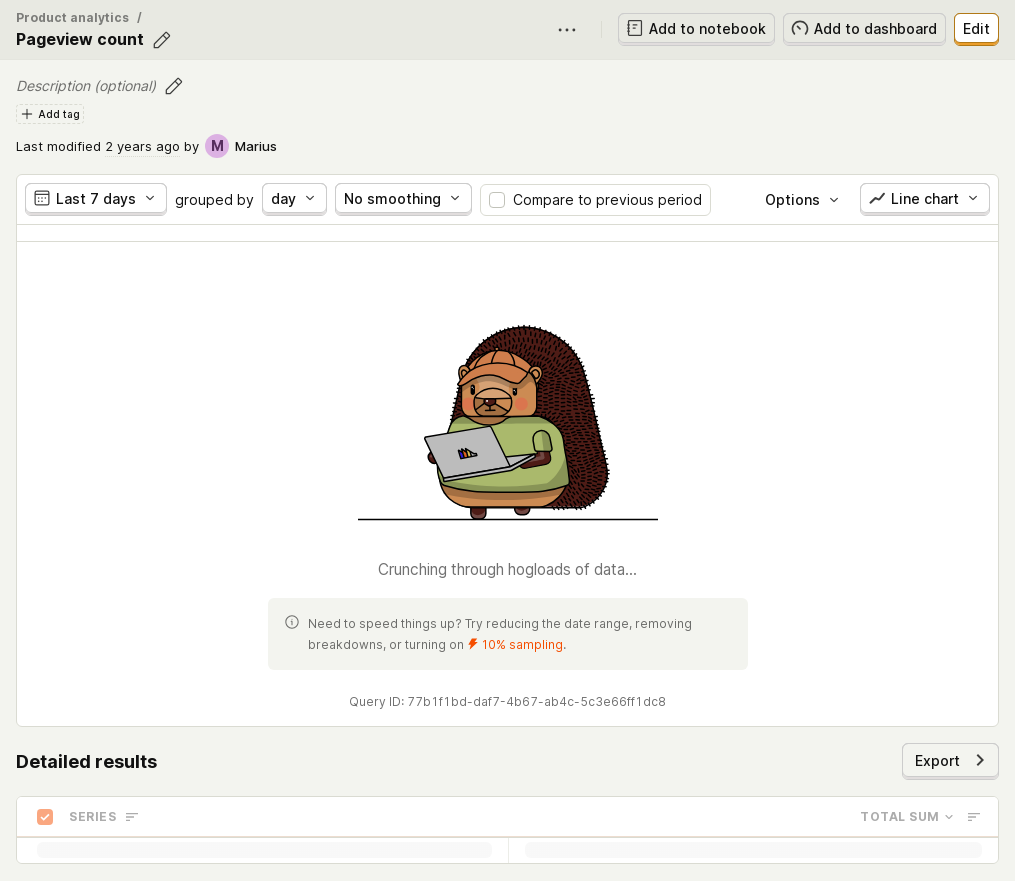 Product analytics /
Pageview count
Add to notebook
Add to dashboard
Edit
Description (optional)
Add tag
Last modified 2 years ago by M Marius
Last 7 days grouped by day No smoothing Compare to previous period Options Line chart
Crunching through hogloads of data...
Need to speed things up? Try reducing the date range, removing
breakdowns, or turning on 10% sampling.
Query ID: 77b1f1bd-daf7-4b67-ab4c-5c3e66ff1dc8
Detailed results
Export
SERIES
TOTAL SUM